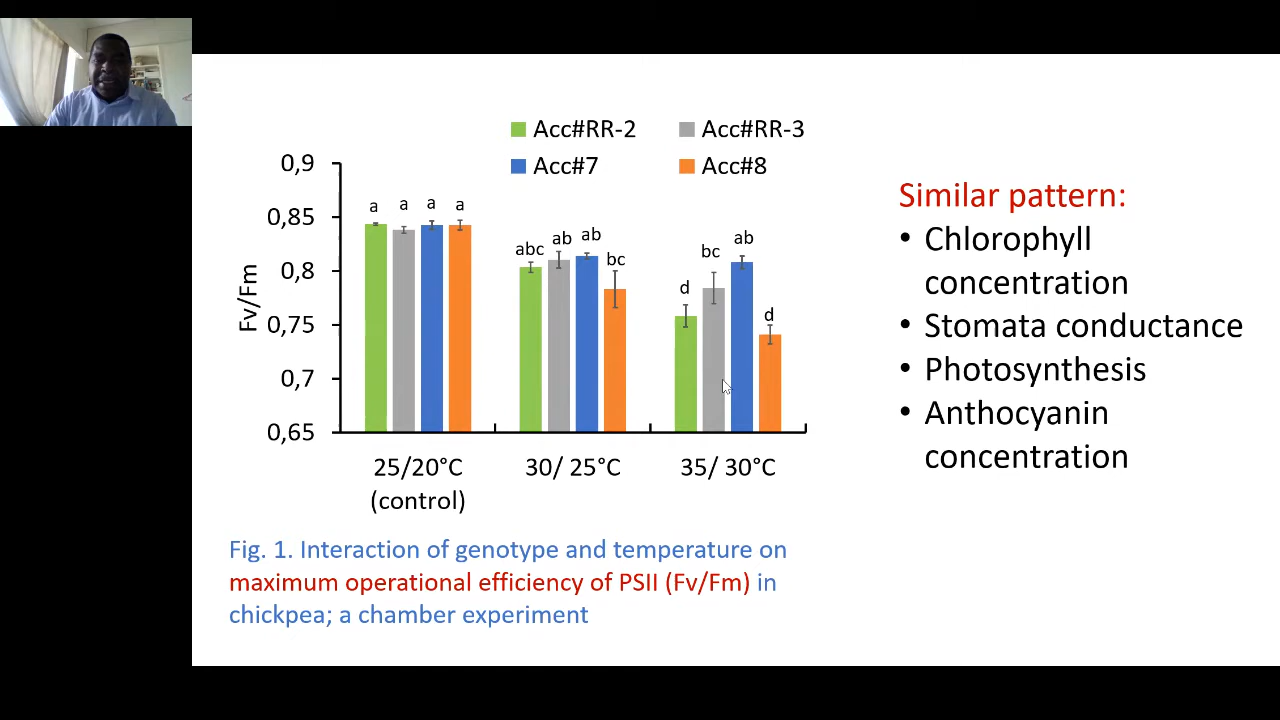 Acc#RR-2
Acc#RR-3
Acc#7
Acc#8
0,9
0,85
0,8
0,75
0,7
0,65
Fv/Fm
a
a
a
a
abc
ab
ab
bc
d
bc
ab
d
25/20°C
(control)
30/ 25°C
35/ 30°C
Fig. 1. Interaction of genotype and temperature on
maximum operational efficiency of PSII (Fv/Fm) in
chickpea; a chamber experiment
Similar pattern:
• Chlorophyll
concentration
• Stomata conductance
• Photosynthesis
• Anthocyanin
concentration